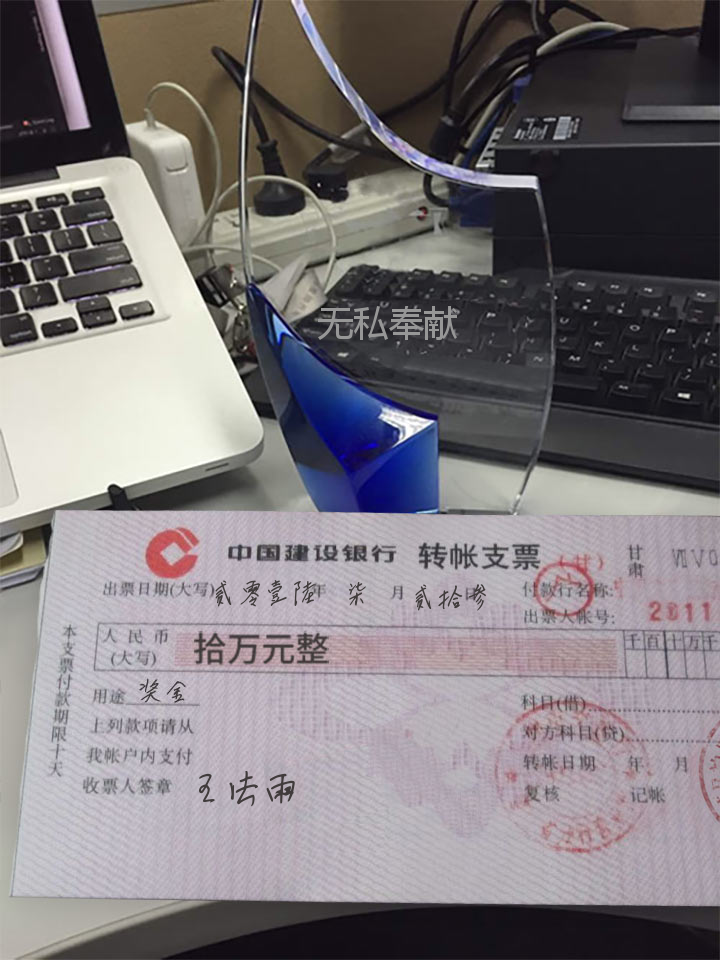 无私奉献
中国建设银行 转帐支票 (甘)
甘肃
出票日期(大写)贰零壹陆年 柒 月 贰拾叁
付款行名称:
出票人帐号:
2011
人民币
(大写)
拾万元整
千百十万千
用途 奖金
上列款项请从
我帐户内支付
收票人签章
科目(借)
对方科目(贷)
转帐日期 年 月
复核 记帐
本支票付款期限十天